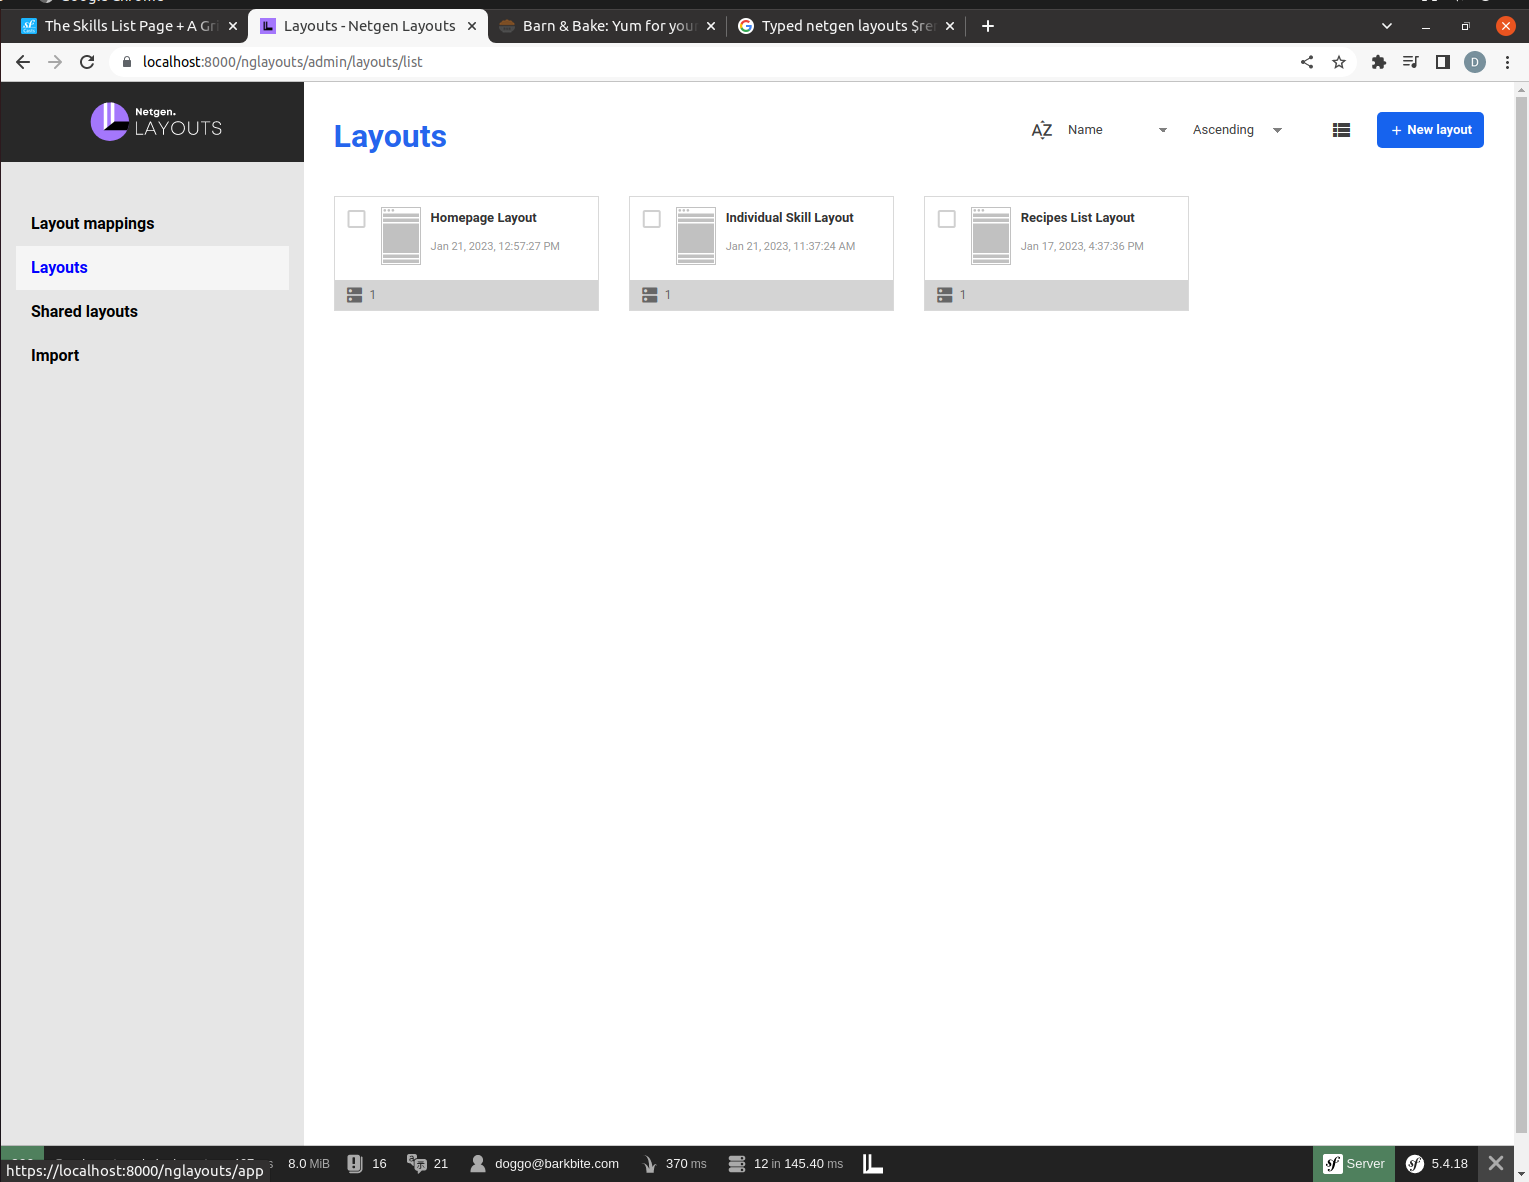 The Skills List Page + A Gri
Layouts - Netgen Layouts
Barn & Bake: Yum for your
Typed netgen layouts $re
localhost:8000/nglayouts/admin/layouts/list
D
Netgen.
LAYOUTS
Layouts
AZ
Name
Ascending
+ New layout
Layout mappings
Layouts
Shared layouts
Import
Homepage Layout
Jan 21, 2023, 12:57:27 PM
1
Individual Skill Layout
Jan 21, 2023, 11:37:24 AM
1
Recipes List Layout
Jan 17, 2023, 4:37:36 PM
1
https://localhost:8000/nglayouts/app
8.0 MiB
16
21
doggo@barkbite.com
370 ms
12 in 145.40 ms
sf Server
sf 5.4.18